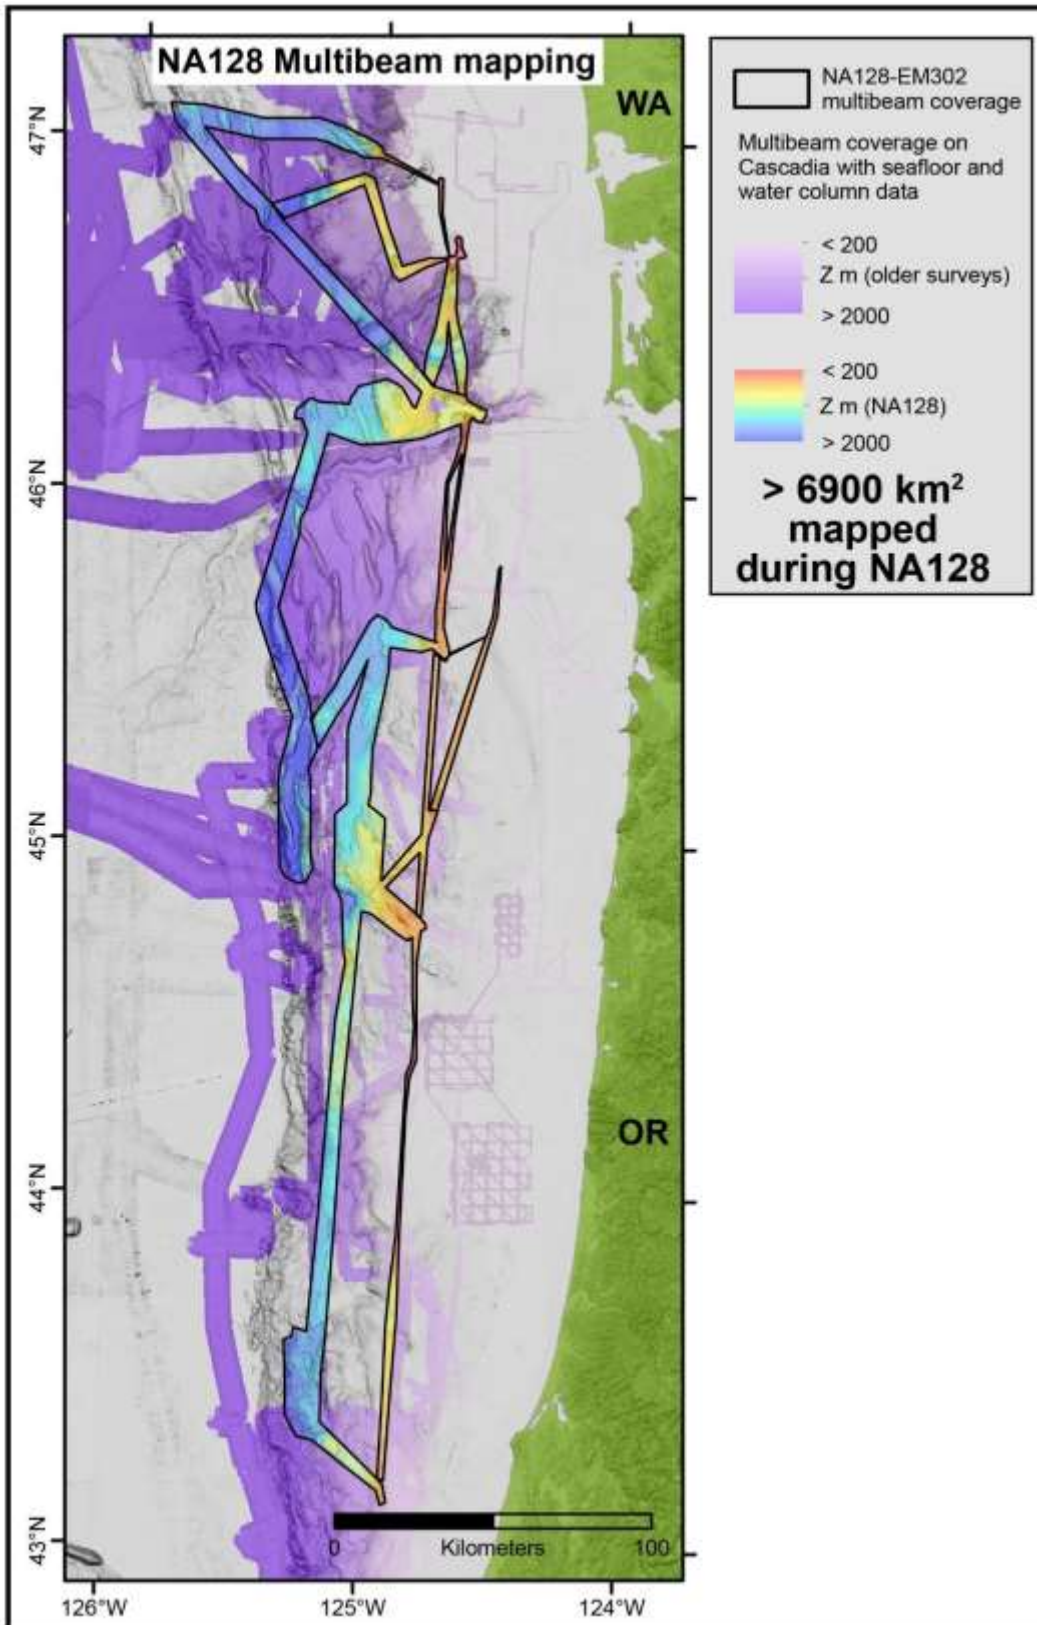 NA128 Multibeam mapping
WA
OR
47°N
46°N
45°N
44°N
43°N
126°W
125°W
124°W
0
Kilometers
100
NA128-EM302
multibeam coverage
Multibeam coverage on
Cascadia with seafloor and
water column data
< 200
Z m (older surveys)
> 2000
< 200
Z m (NA128)
> 2000
> 6900 km²
mapped
during NA128